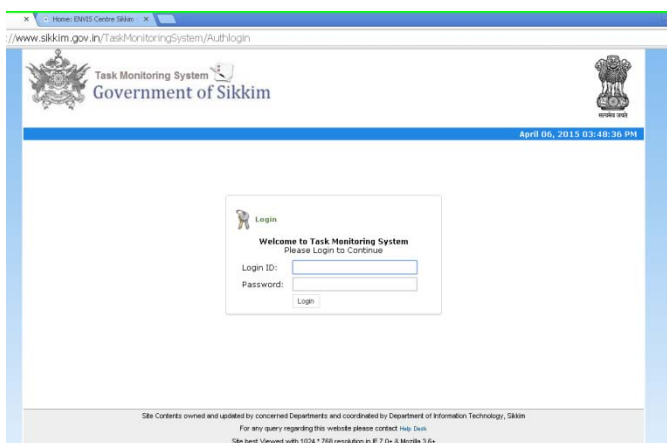 Home: ENVIS Centre Sikkim
://www.sikkim.gov.in/TaskMonitoringSystem/Authlogin
Task Monitoring System
Government of Sikkim
सत्यमेव जयते
April 06, 2015 03:48:36 PM
Login
Welcome to Task Monitoring System
Please Login to Continue
Login ID:
Password:
Login
Site Contents owned and updated by concerned Departments and coordinated by Department of Information Technology, Sikkim
For any query regarding this website please contact Help Desk
Site best Viewed with 1024 * 768 resolution in IE 7.0+ & Mozilla 3.6+